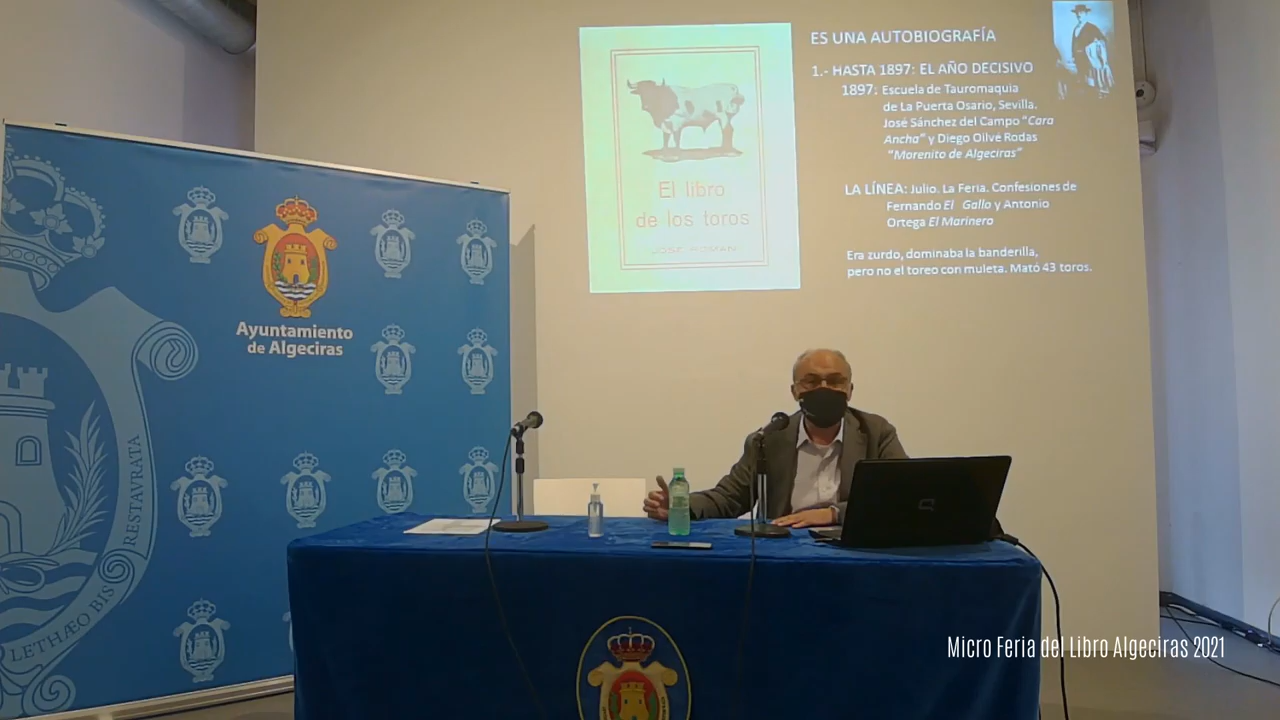 ES UNA AUTOBIOGRAFÍA
1.- HASTA 1897: EL AÑO DECISIVO
1897: Escuela de Tauromaquia
de La Puerta Osario, Sevilla.
José Sánchez del Campo "Cara
Ancha" y Diego Olivé Rodas
"Morenito de Algeciras"
LA LÍNEA: Julio. La Feria. Confesiones de
Fernando El Gallo y Antonio
Ortega El Marinero
Era zurdo, dominaba la banderilla,
pero no el toreo con muleta. Mató 43 toros.
El libro
de los toros
JOSÉ ROMÁN
Ayuntamiento
de Algeciras
LETHÆO BIS RESTAVRATA
Micro Feria del Libro Algeciras 2021